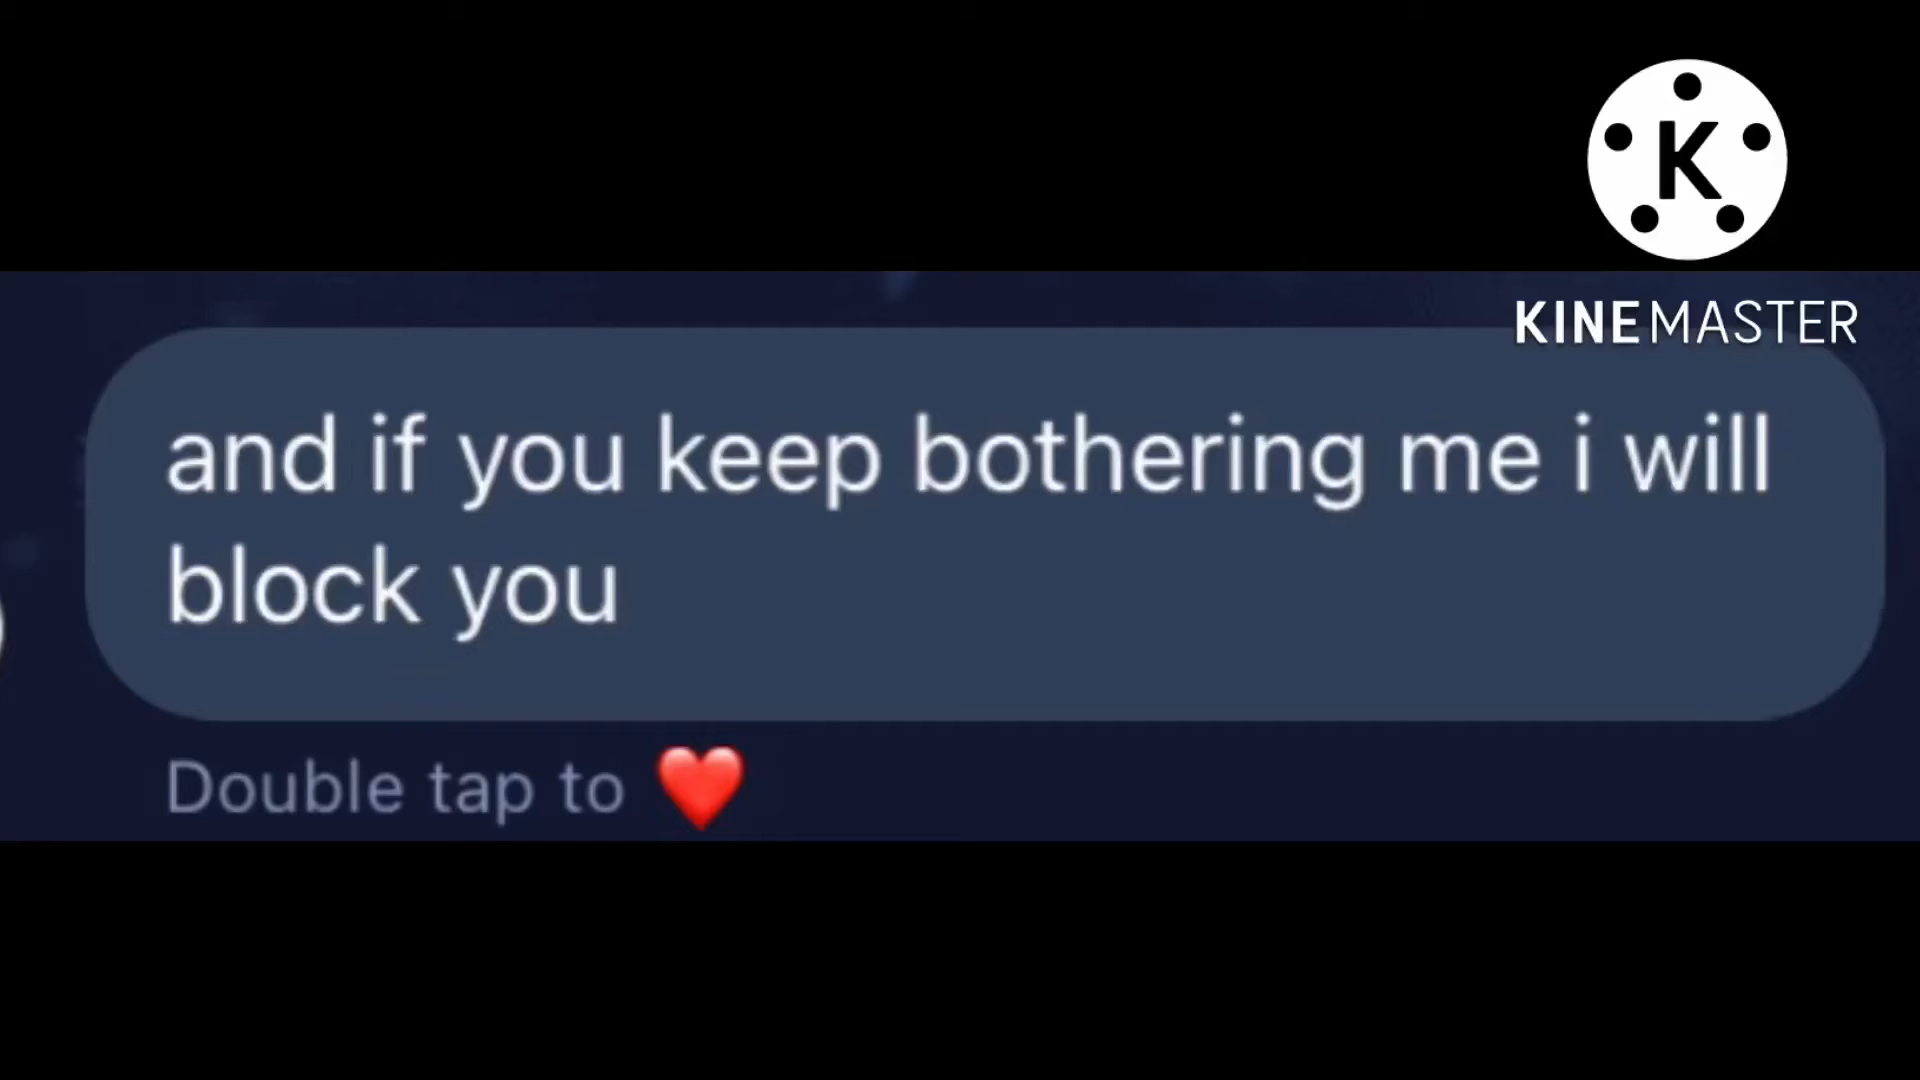 K
KINEMASTER
and if you keep bothering me i will
block you
Double tap to ❤️